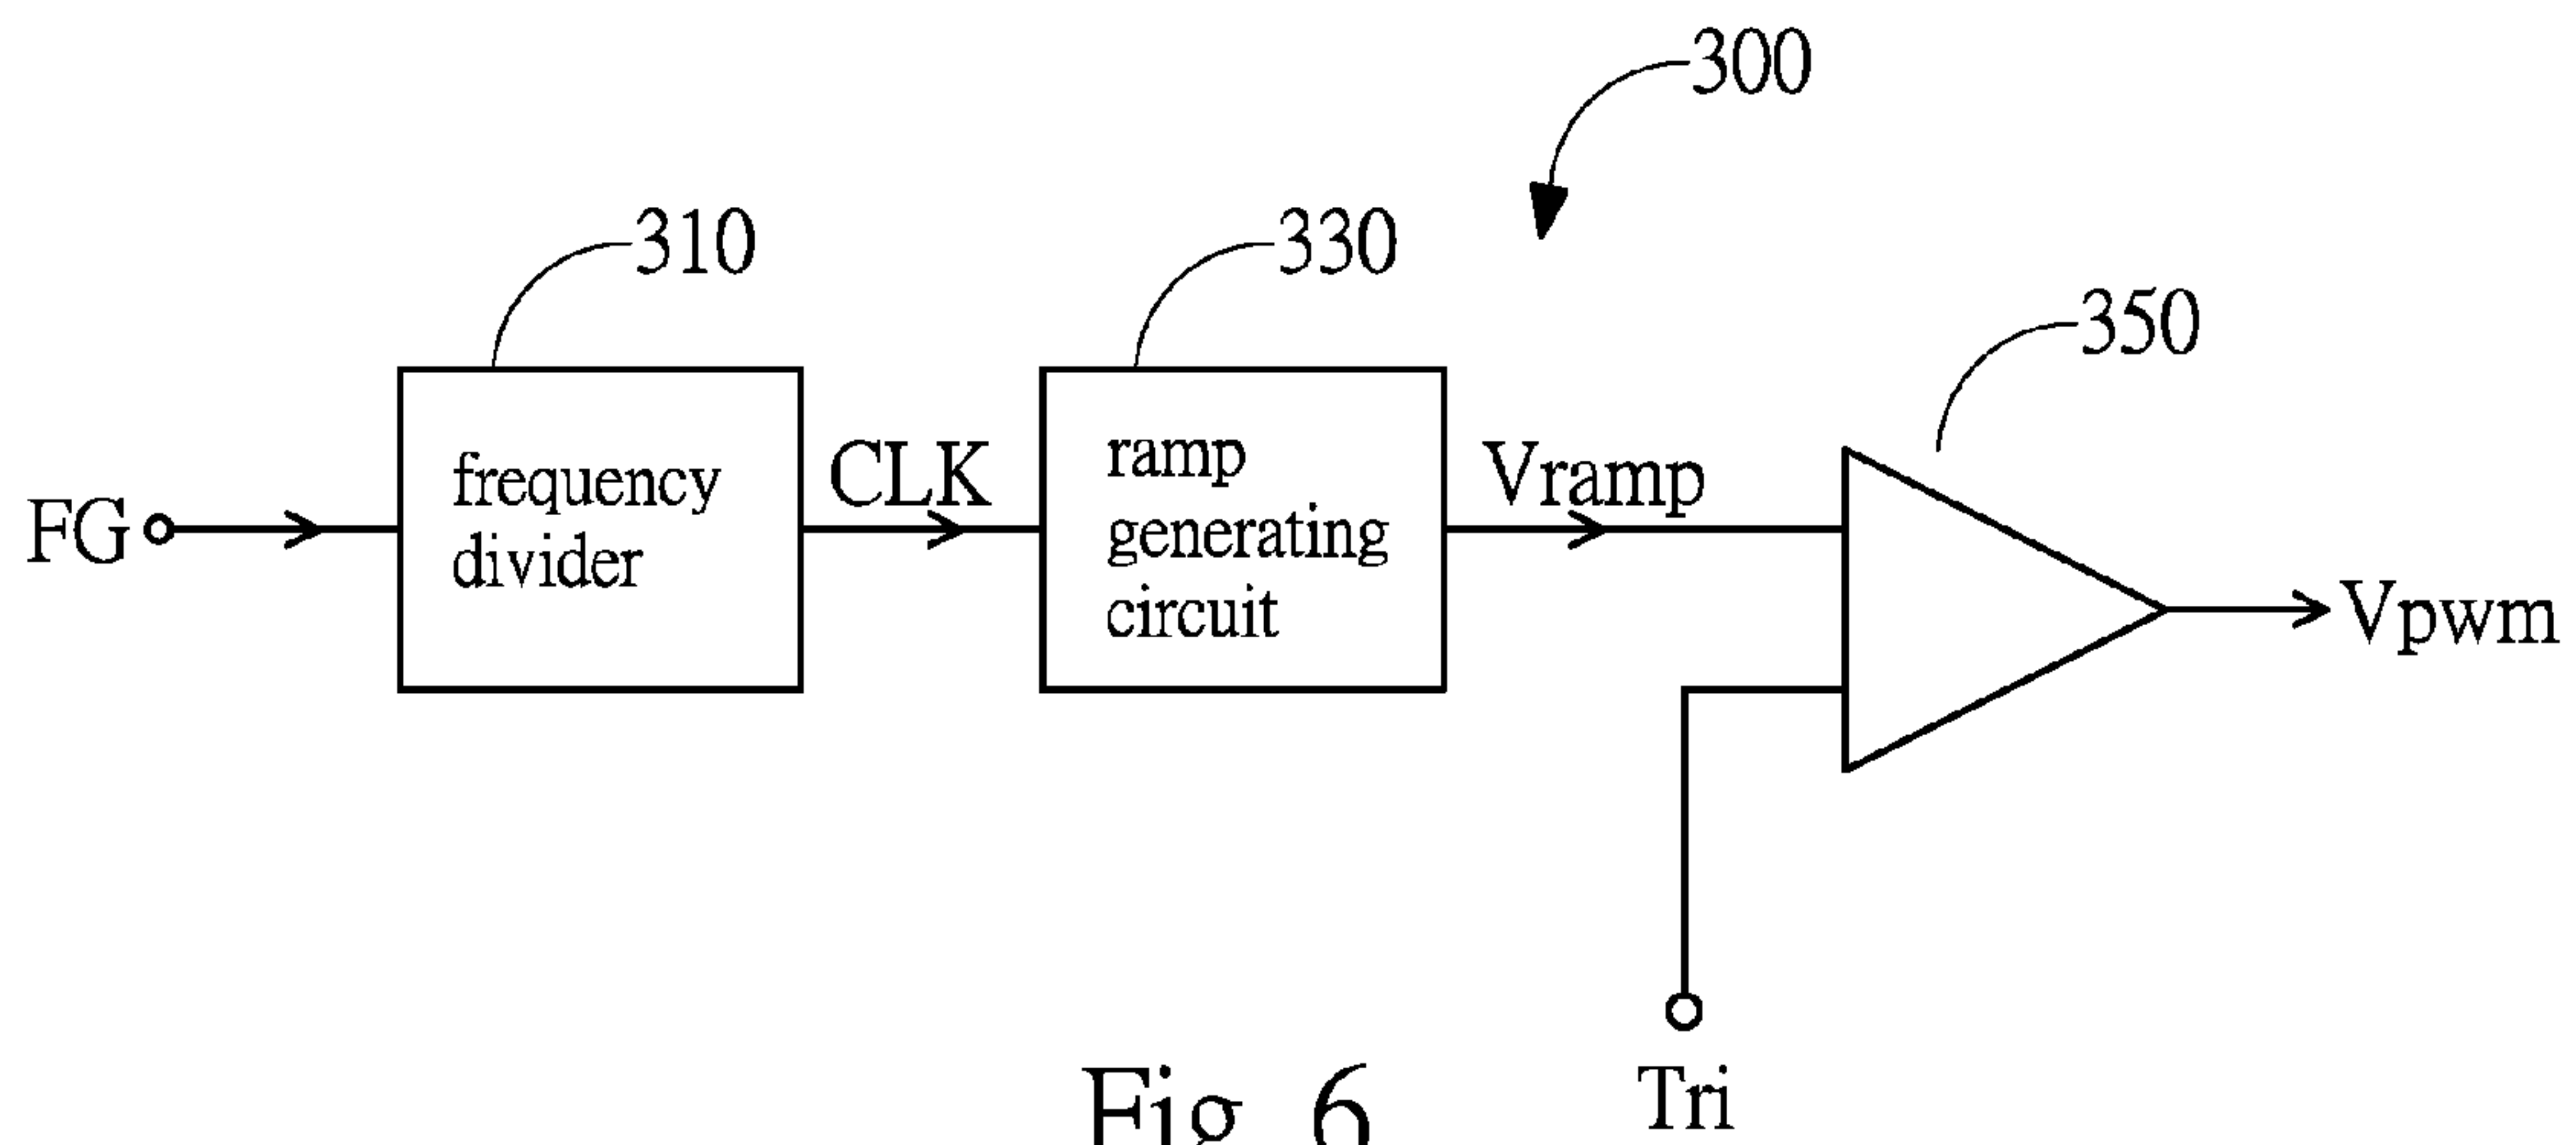 300
310
330
350
FG
frequency
divider
CLK
ramp
generating
circuit
Vramp
Vpwm
Tri
Fig. 6